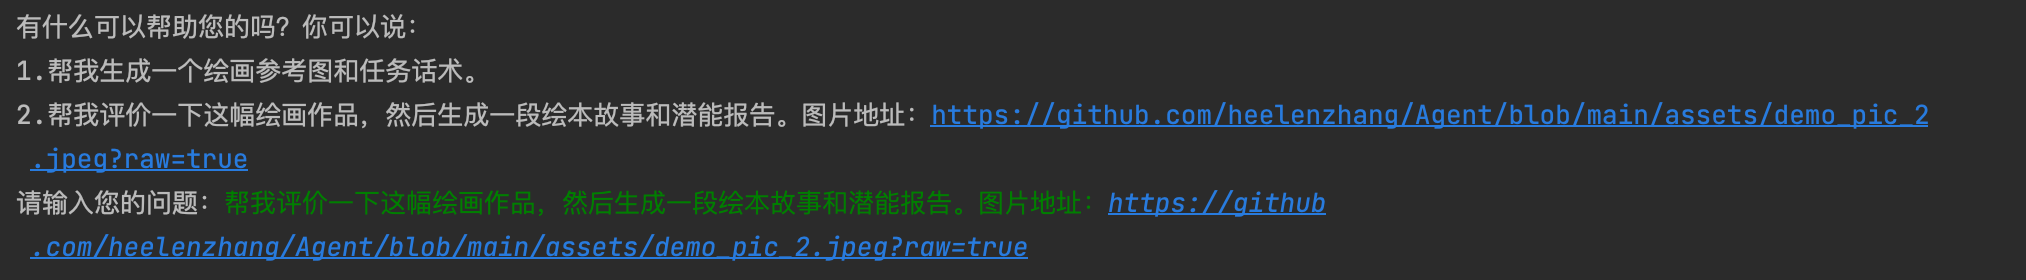 有什么可以帮助您的吗？你可以说：
1.帮我生成一个绘画参考图和任务话术。
2.帮我评价一下这幅绘画作品，然后生成一段绘本故事和潜能报告。图片地址：https://github.com/heelenzhang/Agent/blob/main/assets/demo_pic_2
.jpeg?raw=true
请输入您的问题：帮我评价一下这幅绘画作品，然后生成一段绘本故事和潜能报告。图片地址：https://github
.com/heelenzhang/Agent/blob/main/assets/demo_pic_2.jpeg?raw=true